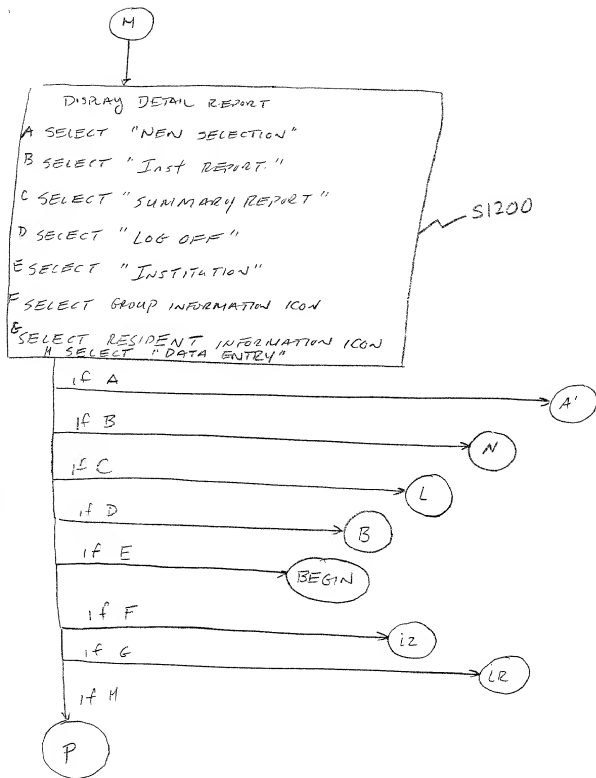 M
DISPLAY DETAIL REPORT
A SELECT "NEW SELECTION"
B SELECT "Inst REPORT."
C SELECT "SUMMARY REPORT"
D SELECT "LOG OFF"
E SELECT "INSTITUTION"
F SELECT GROUP INFORMATION ICON
G SELECT RESIDENT INFORMATION ICON
H SELECT "DATA ENTRY"
S1200
if A
A'
If B
N
if C
L
if D
B
if E
BEGIN
if F
i2
if G
LR
if H
P